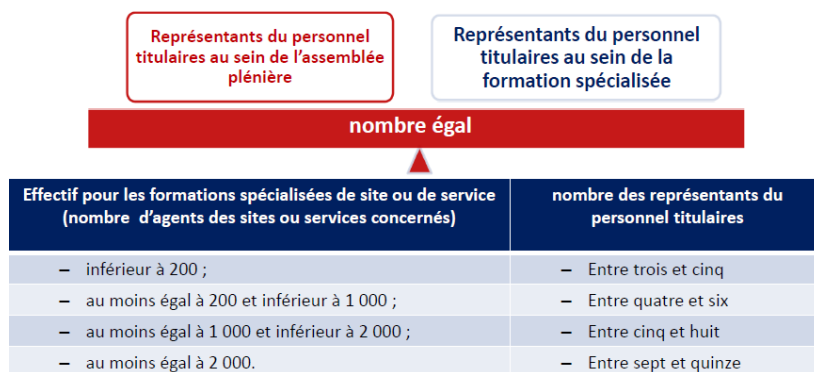 Représentants du personnel
titulaires au sein de l'assemblée
plénière
Représentants du personnel
titulaires au sein de la
formation spécialisée
nombre égal
Effectif pour les formations spécialisées de site ou de service
(nombre d'agents des sites ou services concernés)
nombre des représentants du
personnel titulaires
– inférieur à 200 ;
– Entre trois et cinq
– au moins égal à 200 et inférieur à 1 000 ;
– Entre quatre et six
– au moins égal à 1 000 et inférieur à 2 000 ;
– Entre cinq et huit
– au moins égal à 2 000.
– Entre sept et quinze